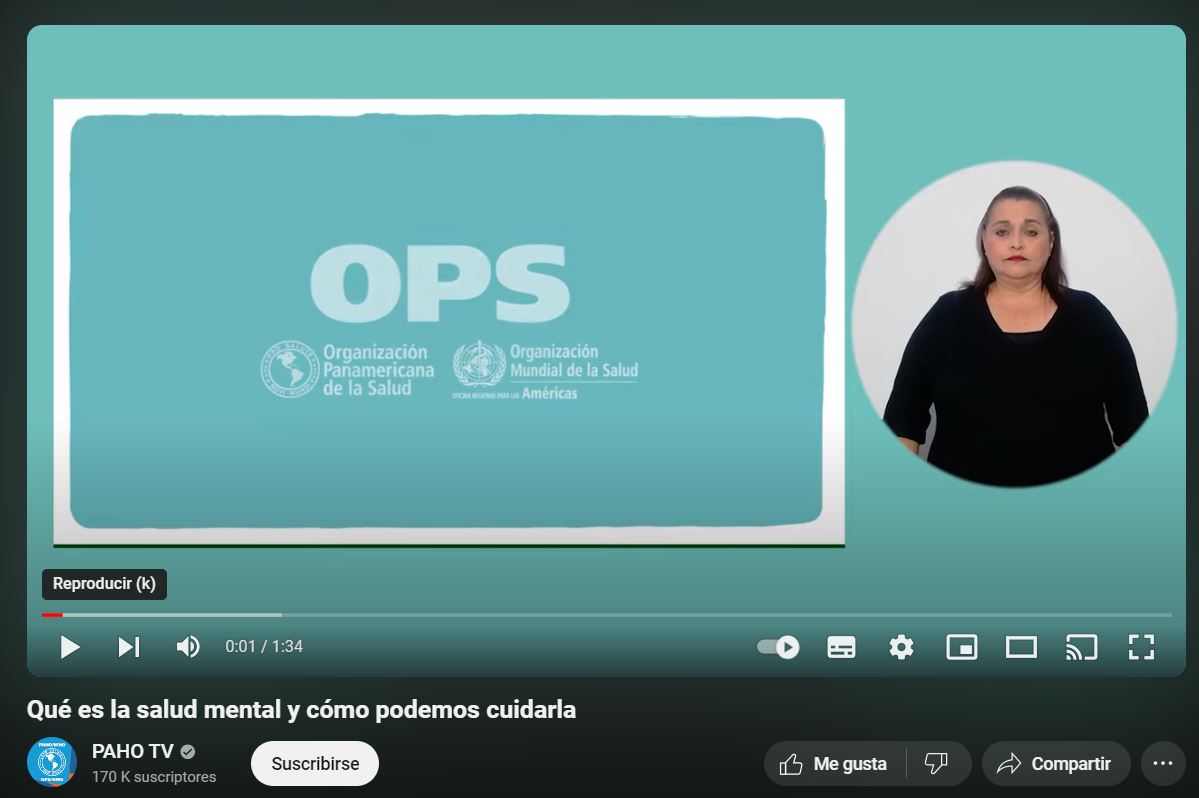 OPS
Organización
Panamericana
de la Salud
Organización
Mundial de la Salud
OFICINA REGIONAL PARA LAS Américas
Reproducir (k)
0:01 / 1:34
Qué es la salud mental y cómo podemos cuidarla
PAHO TV
170 K suscriptores
Suscribirse
Me gusta
Compartir